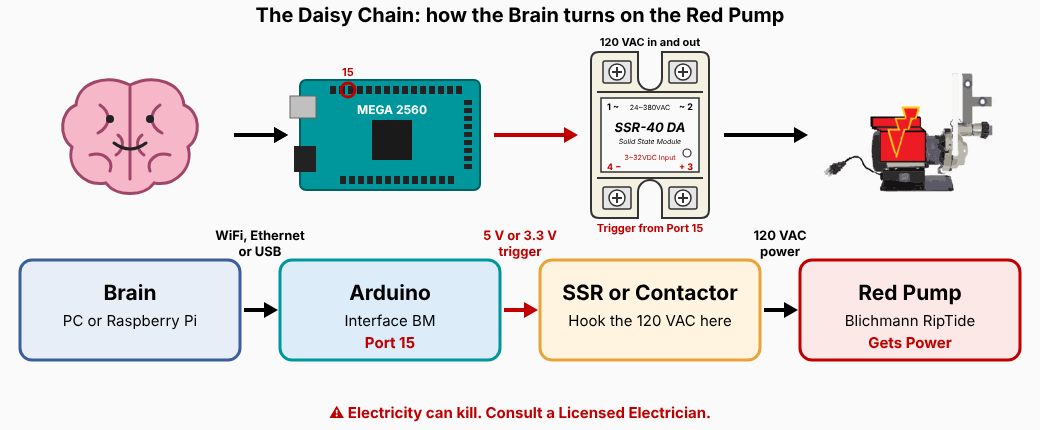 The Daisy Chain: how the Brain turns on the Red Pump
120 VAC in and out
15
MEGA 2560
1 ~ 24–380VAC ~ 2
SSR-40 DA
Solid State Module
3–32VDC Input
4 − + 3
Trigger from Port 15
WiFi, Ethernet
or USB
5 V or 3.3 V
trigger
120 VAC
power
Brain
PC or Raspberry Pi
Arduino
Interface BM
Port 15
SSR or Contactor
Hook the 120 VAC here
Red Pump
Blichmann RipTide
Gets Power
⚠ Electricity can kill. Consult a Licensed Electrician.